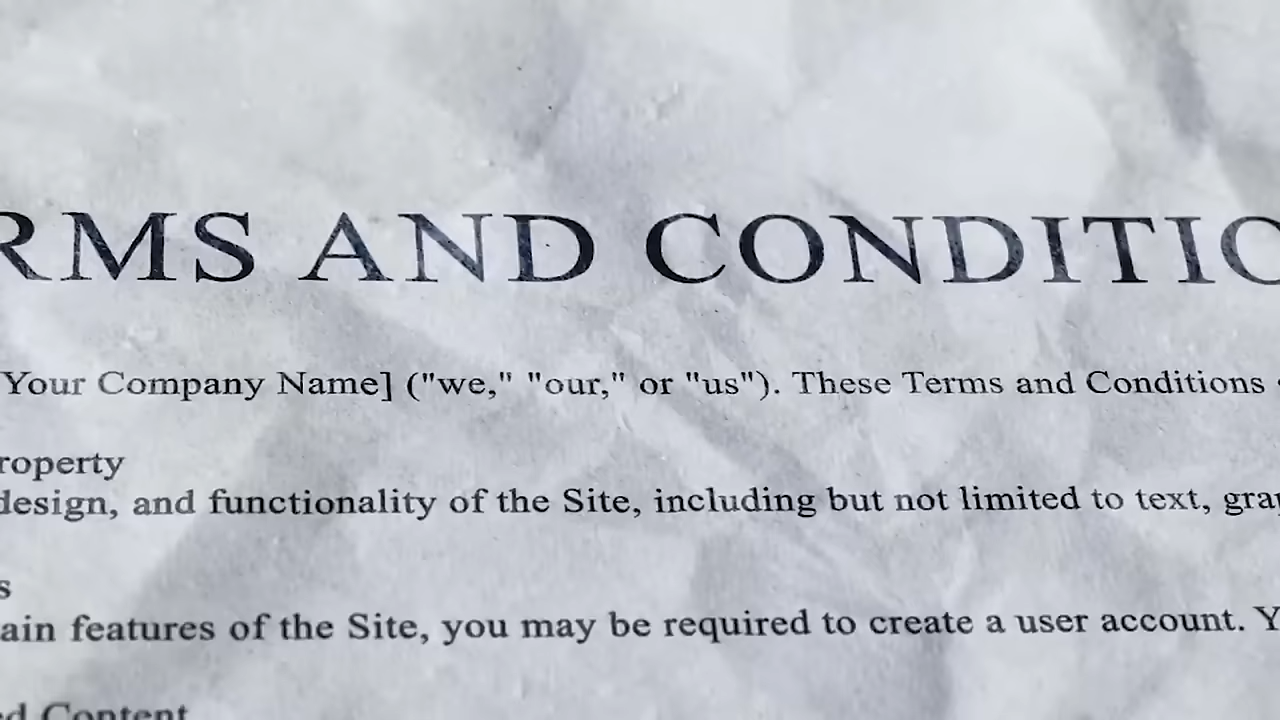 RMS AND CONDITIO
Your Company Name] ("we," "our," or "us"). These Terms and Conditions
roperty
design, and functionality of the Site, including but not limited to text, gra
s
ain features of the Site, you may be required to create a user account. Y
ed Content